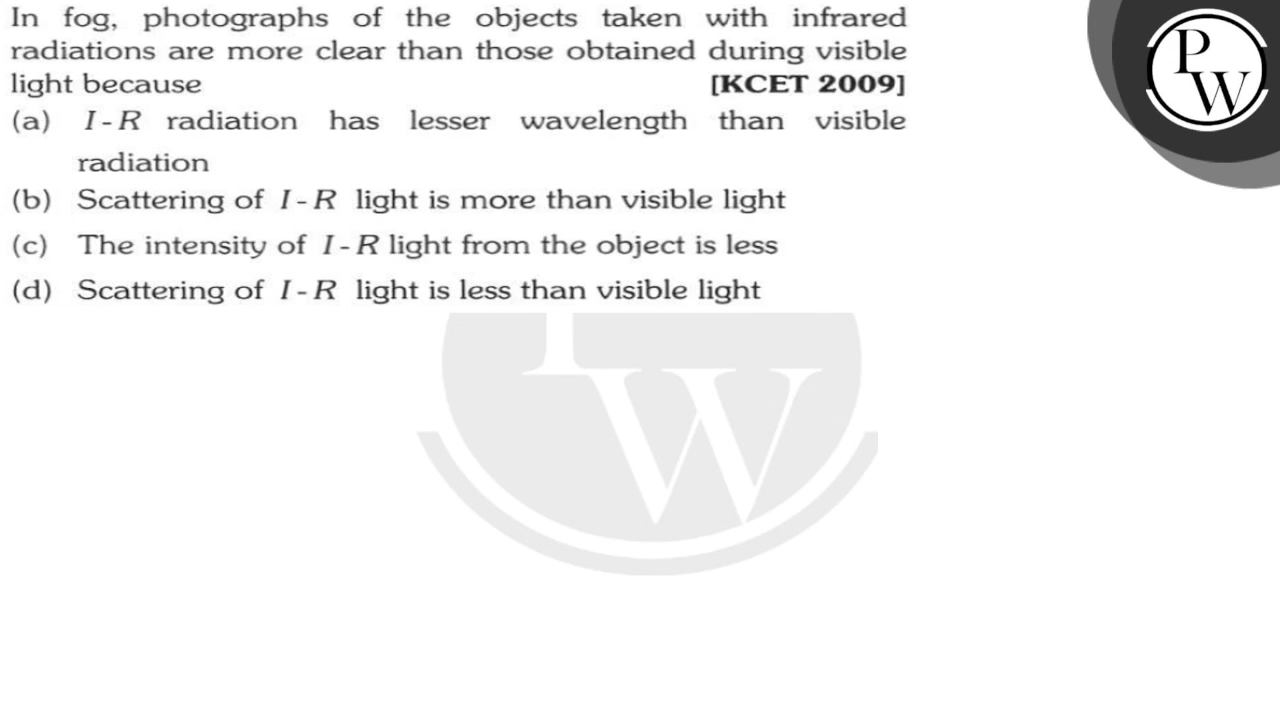 In fog, photographs of the objects taken with infrared
radiations are more clear than those obtained during visible
light because [KCET 2009]
(a) I-R radiation has lesser wavelength than visible
radiation
(b) Scattering of I-R light is more than visible light
(c) The intensity of I-R light from the object is less
(d) Scattering of I-R light is less than visible light
P
W
W